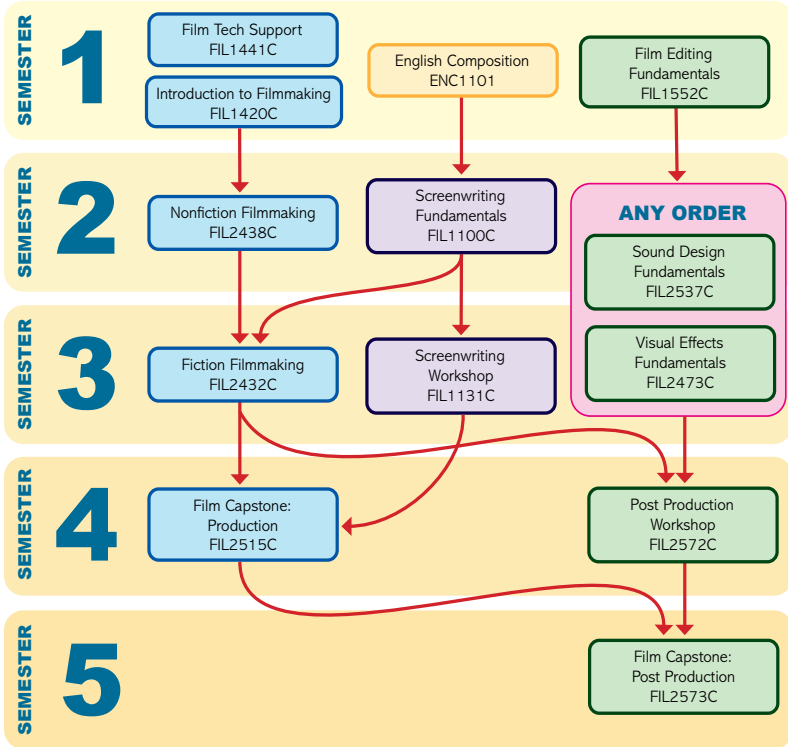 SEMESTER
1
Film Tech Support
FIL1441C
Introduction to Filmmaking
FIL1420C
English Composition
ENC1101
Film Editing
Fundamentals
FIL1552C
SEMESTER
2
Nonfiction Filmmaking
FIL2438C
Screenwriting
Fundamentals
FIL1100C
ANY ORDER
Sound Design
Fundamentals
FIL2537C
Visual Effects
Fundamentals
FIL2473C
SEMESTER
3
Fiction Filmmaking
FIL2432C
Screenwriting
Workshop
FIL1131C
SEMESTER
4
Film Capstone:
Production
FIL2515C
Post Production
Workshop
FIL2572C
SEMESTER
5
Film Capstone:
Post Production
FIL2573C